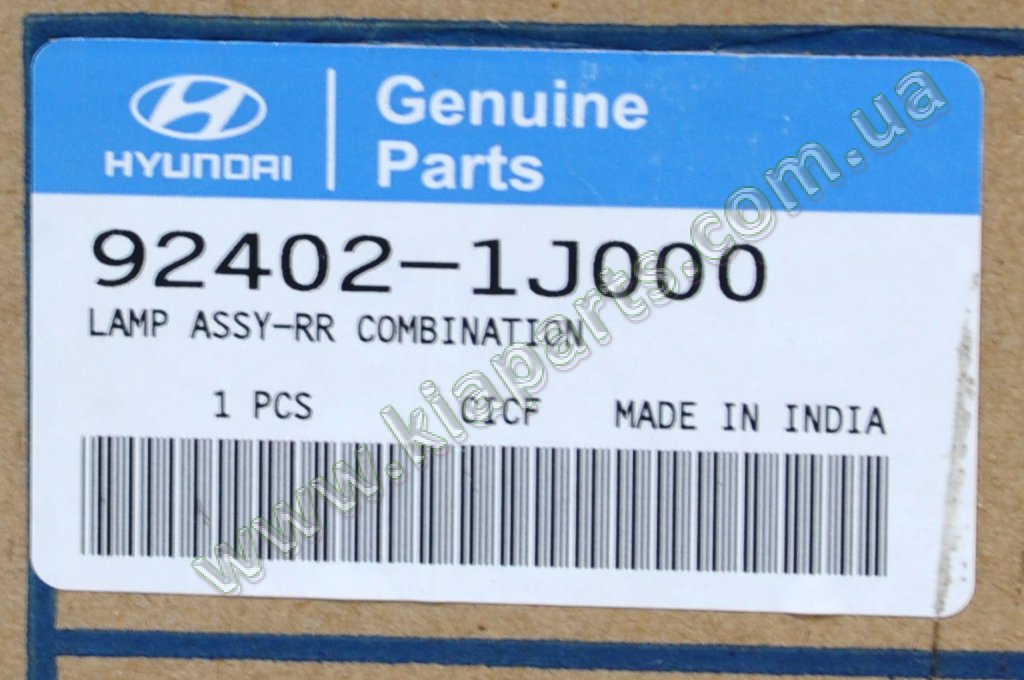 HYUNDAI
Genuine
Parts
92402-1J000
LAMP ASSY-RR COMBINATION
1 PCS CICF MADE IN INDIA
www.kiaparts.com.ua